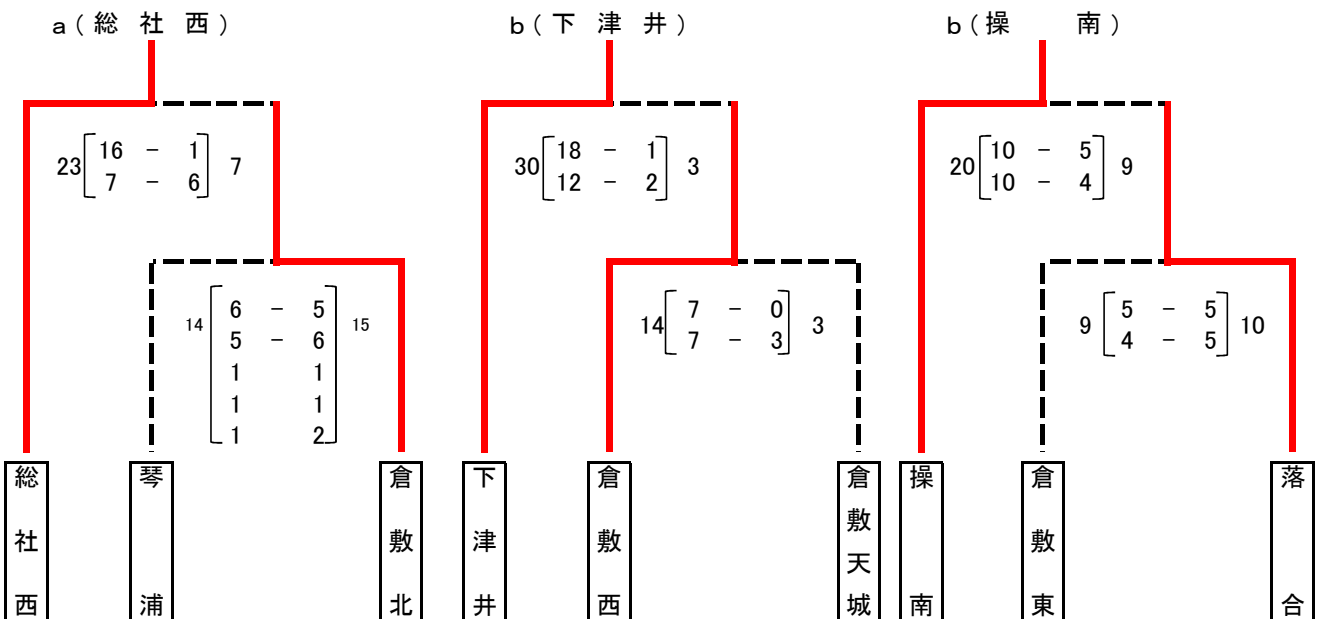 a(総 社 西)
b(下 津 井)
b(操 南)
23 16 － 1 7
7 － 6
30 18 － 1 3
12 － 2
20 10 － 5 9
10 － 4
14 6 － 5 15
5 － 6
1 1
1 1
1 2
14 7 － 0 3
7 － 3
9 5 － 5 10
4 － 5
総社西
琴浦
倉敷北
下津井
倉敷西
倉敷天城
操南
倉敷東
落合